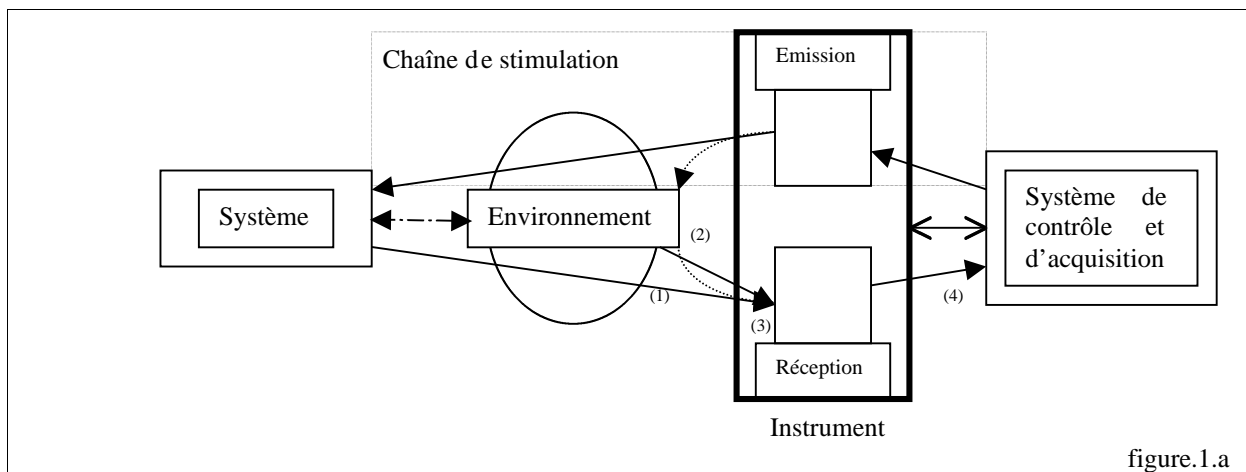 Chaîne de stimulation
Emission
Système
Environnement
(2)
(1)
(3)
(4)
Système de
contrôle et
d'acquisition
Réception
Instrument
figure.1.a